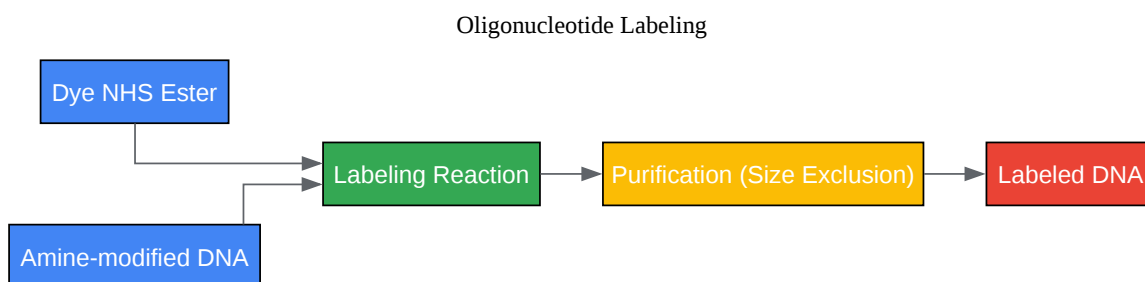 Oligonucleotide Labeling
Dye NHS Ester
Amine-modified DNA
Labeling Reaction
Purification (Size Exclusion)
Labeled DNA